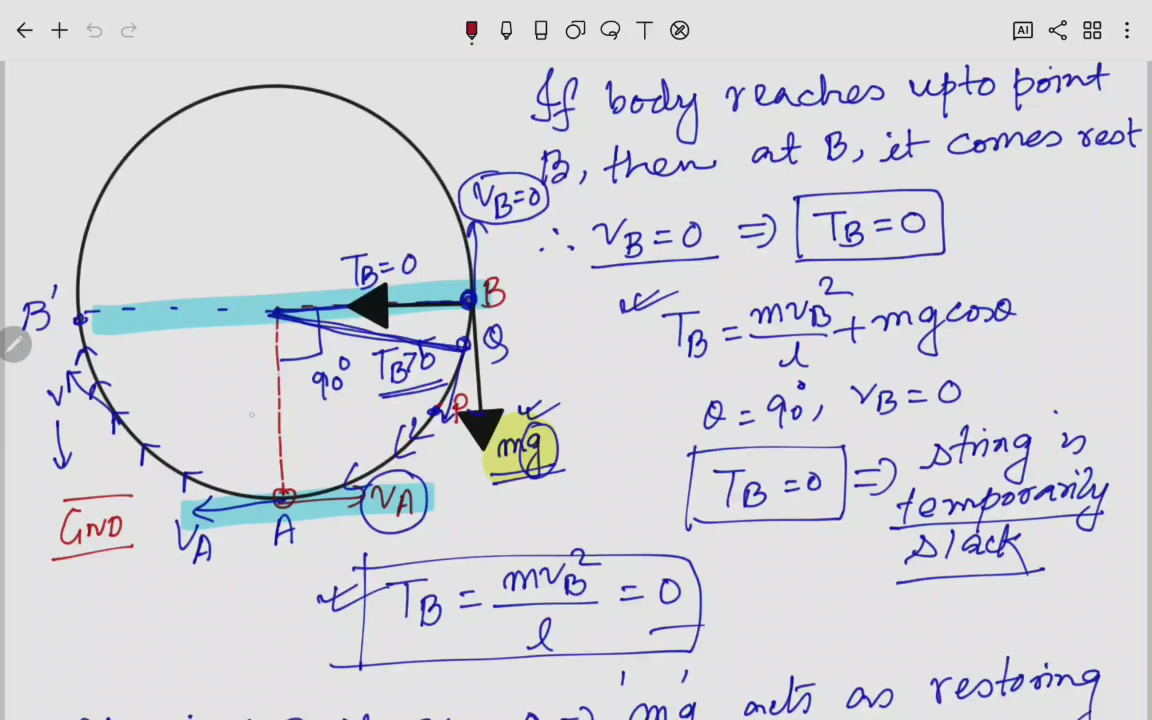 If body reaches upto point
B, then at B, it comes rest
∴ vB = 0 ⇒ TB = 0
TB = mvB²/l + mg cosθ
θ = 90°, vB = 0
TB = 0 ⇒ string is
temporarily
slack
vB = 0
TB = 0
B'
B
Q
90°
TB > 0
P
mg
v
GND
vA
A
vA
TB = mvB²/l = 0
'mg' acts as restoring
AI
T